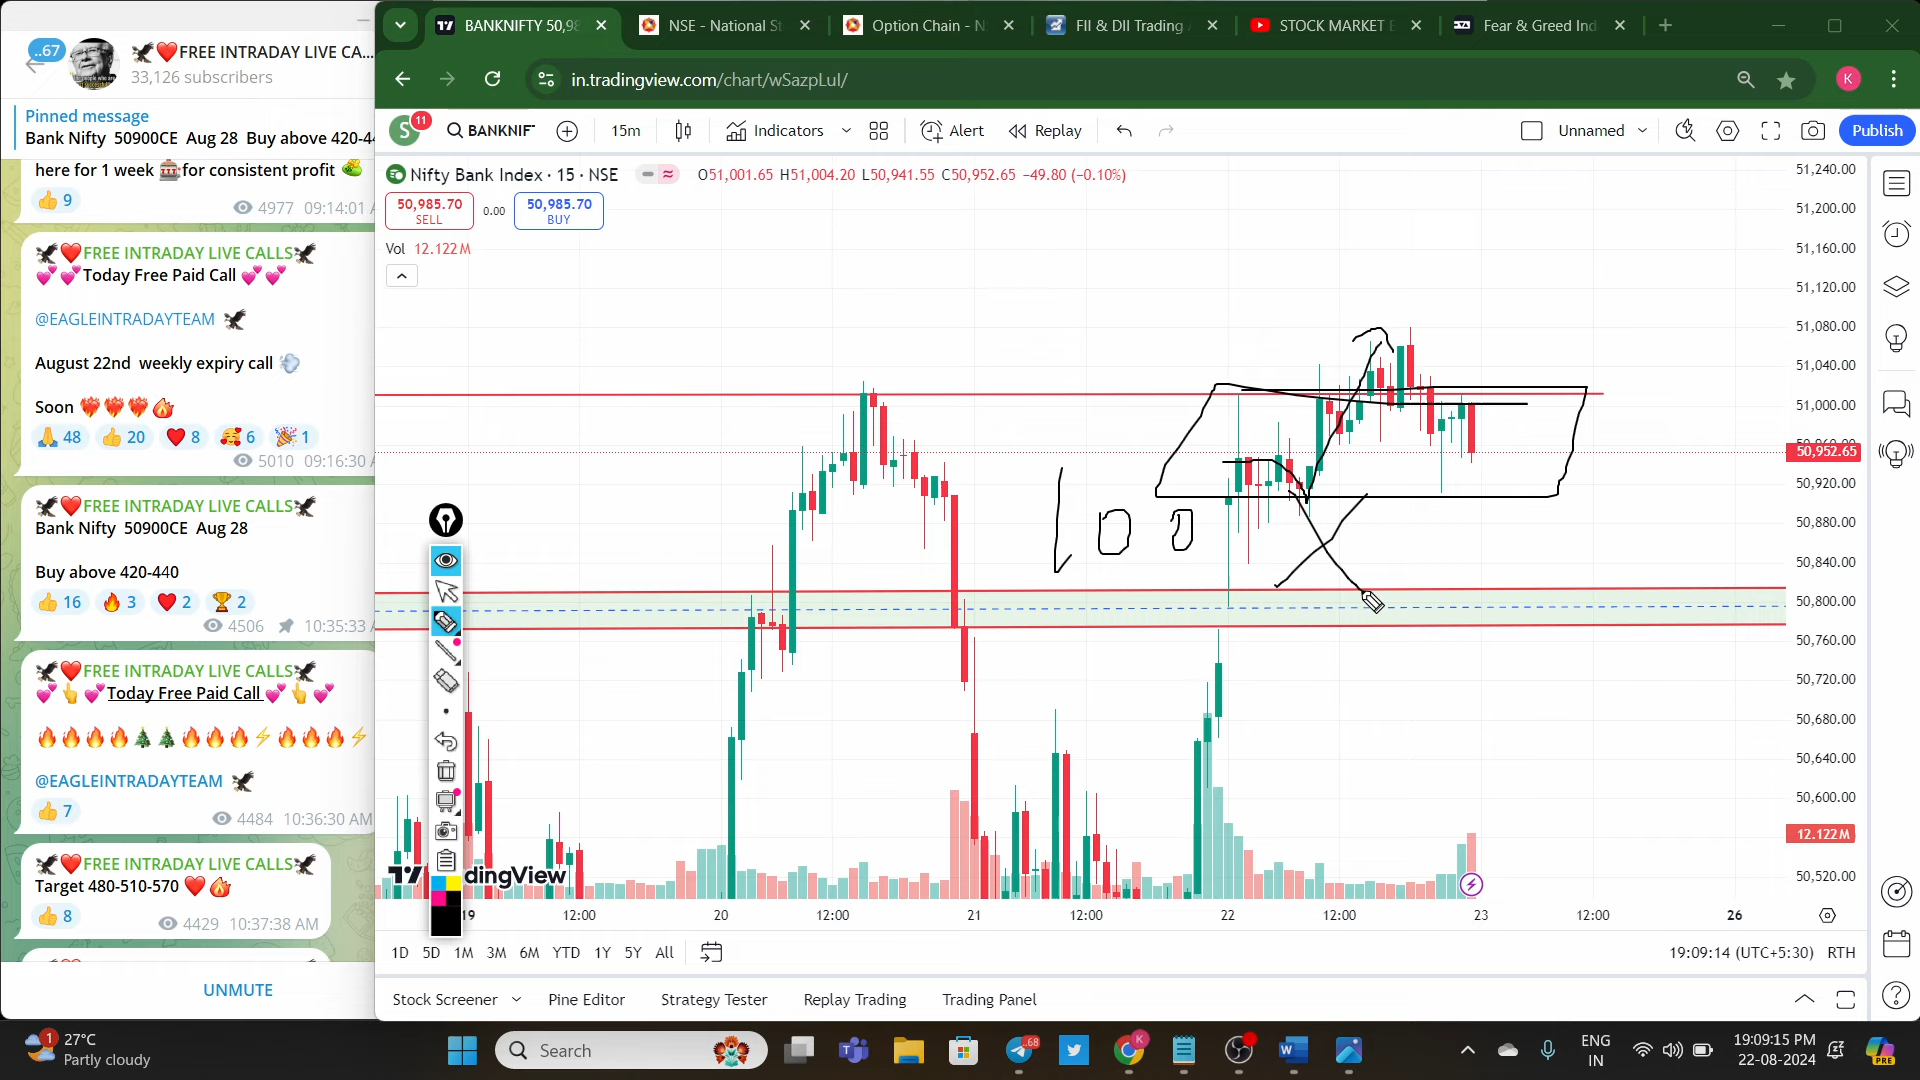 ..67
FREE INTRADAY LIVE CA...
33,126 subscribers
Pinned message
Bank Nifty 50900CE Aug 28 Buy above 420-44
here for 1 week 🎰for consistent profit 🤑
👍 9
4977 09:14:01 A
🦅❤️FREE INTRADAY LIVE CALLS🦅
💕💕Today Free Paid Call 💕💕
@EAGLEINTRADAYTEAM 🦅
August 22nd weekly expiry call 💨
Soon ❤️‍🔥❤️‍🔥❤️‍🔥🔥
🙏 48 👍 20 ❤️ 8 🥰 6 🎉 1
5010 09:16:30 A
🦅❤️FREE INTRADAY LIVE CALLS🦅
Bank Nifty 50900CE Aug 28
Buy above 420-440
👍 16 🔥 3 ❤️ 2 🏆 2
4506 10:35:33 A
🦅❤️FREE INTRADAY LIVE CALLS🦅
💕👆💕Today Free Paid Call 💕👆💕
🔥🔥🔥🔥🎄🎄🔥🔥🔥⚡🔥🔥🔥⚡
@EAGLEINTRADAYTEAM 🦅
👍 7
4484 10:36:30 AM
🦅❤️FREE INTRADAY LIVE CALLS🦅
Target 480-510-570 ❤️🔥
👍 8
4429 10:37:38 AM
UNMUTE
BANKNIFTY 50,98
NSE - National St
Option Chain - N
FII & DII Trading A
STOCK MARKET E
Fear & Greed Ind
in.tradingview.com/chart/wSazpLuI/
K
S 11
BANKNIF
15m
Indicators
Alert
Replay
Unnamed
Publish
Nifty Bank Index · 15 · NSE
O51,001.65 H51,004.20 L50,941.55 C50,952.65 −49.80 (−0.10%)
50,985.70
SELL
0.00
50,985.70
BUY
Vol 12.122M
100
51,240.00
51,200.00
51,160.00
51,120.00
51,080.00
51,040.00
51,000.00
50,952.65
50,920.00
50,880.00
50,840.00
50,800.00
50,760.00
50,720.00
50,680.00
50,640.00
50,600.00
12.122M
50,520.00
dingView
19 12:00 20 12:00 21 12:00 22 12:00 23 12:00 26
1D 5D 1M 3M 6M YTD 1Y 5Y All
19:09:14 (UTC+5:30) RTH
Stock Screener Pine Editor Strategy Tester Replay Trading Trading Panel
1
27°C
Partly cloudy
Search
..68
K
ENG
IN
19:09:15 PM
22-08-2024
PRE